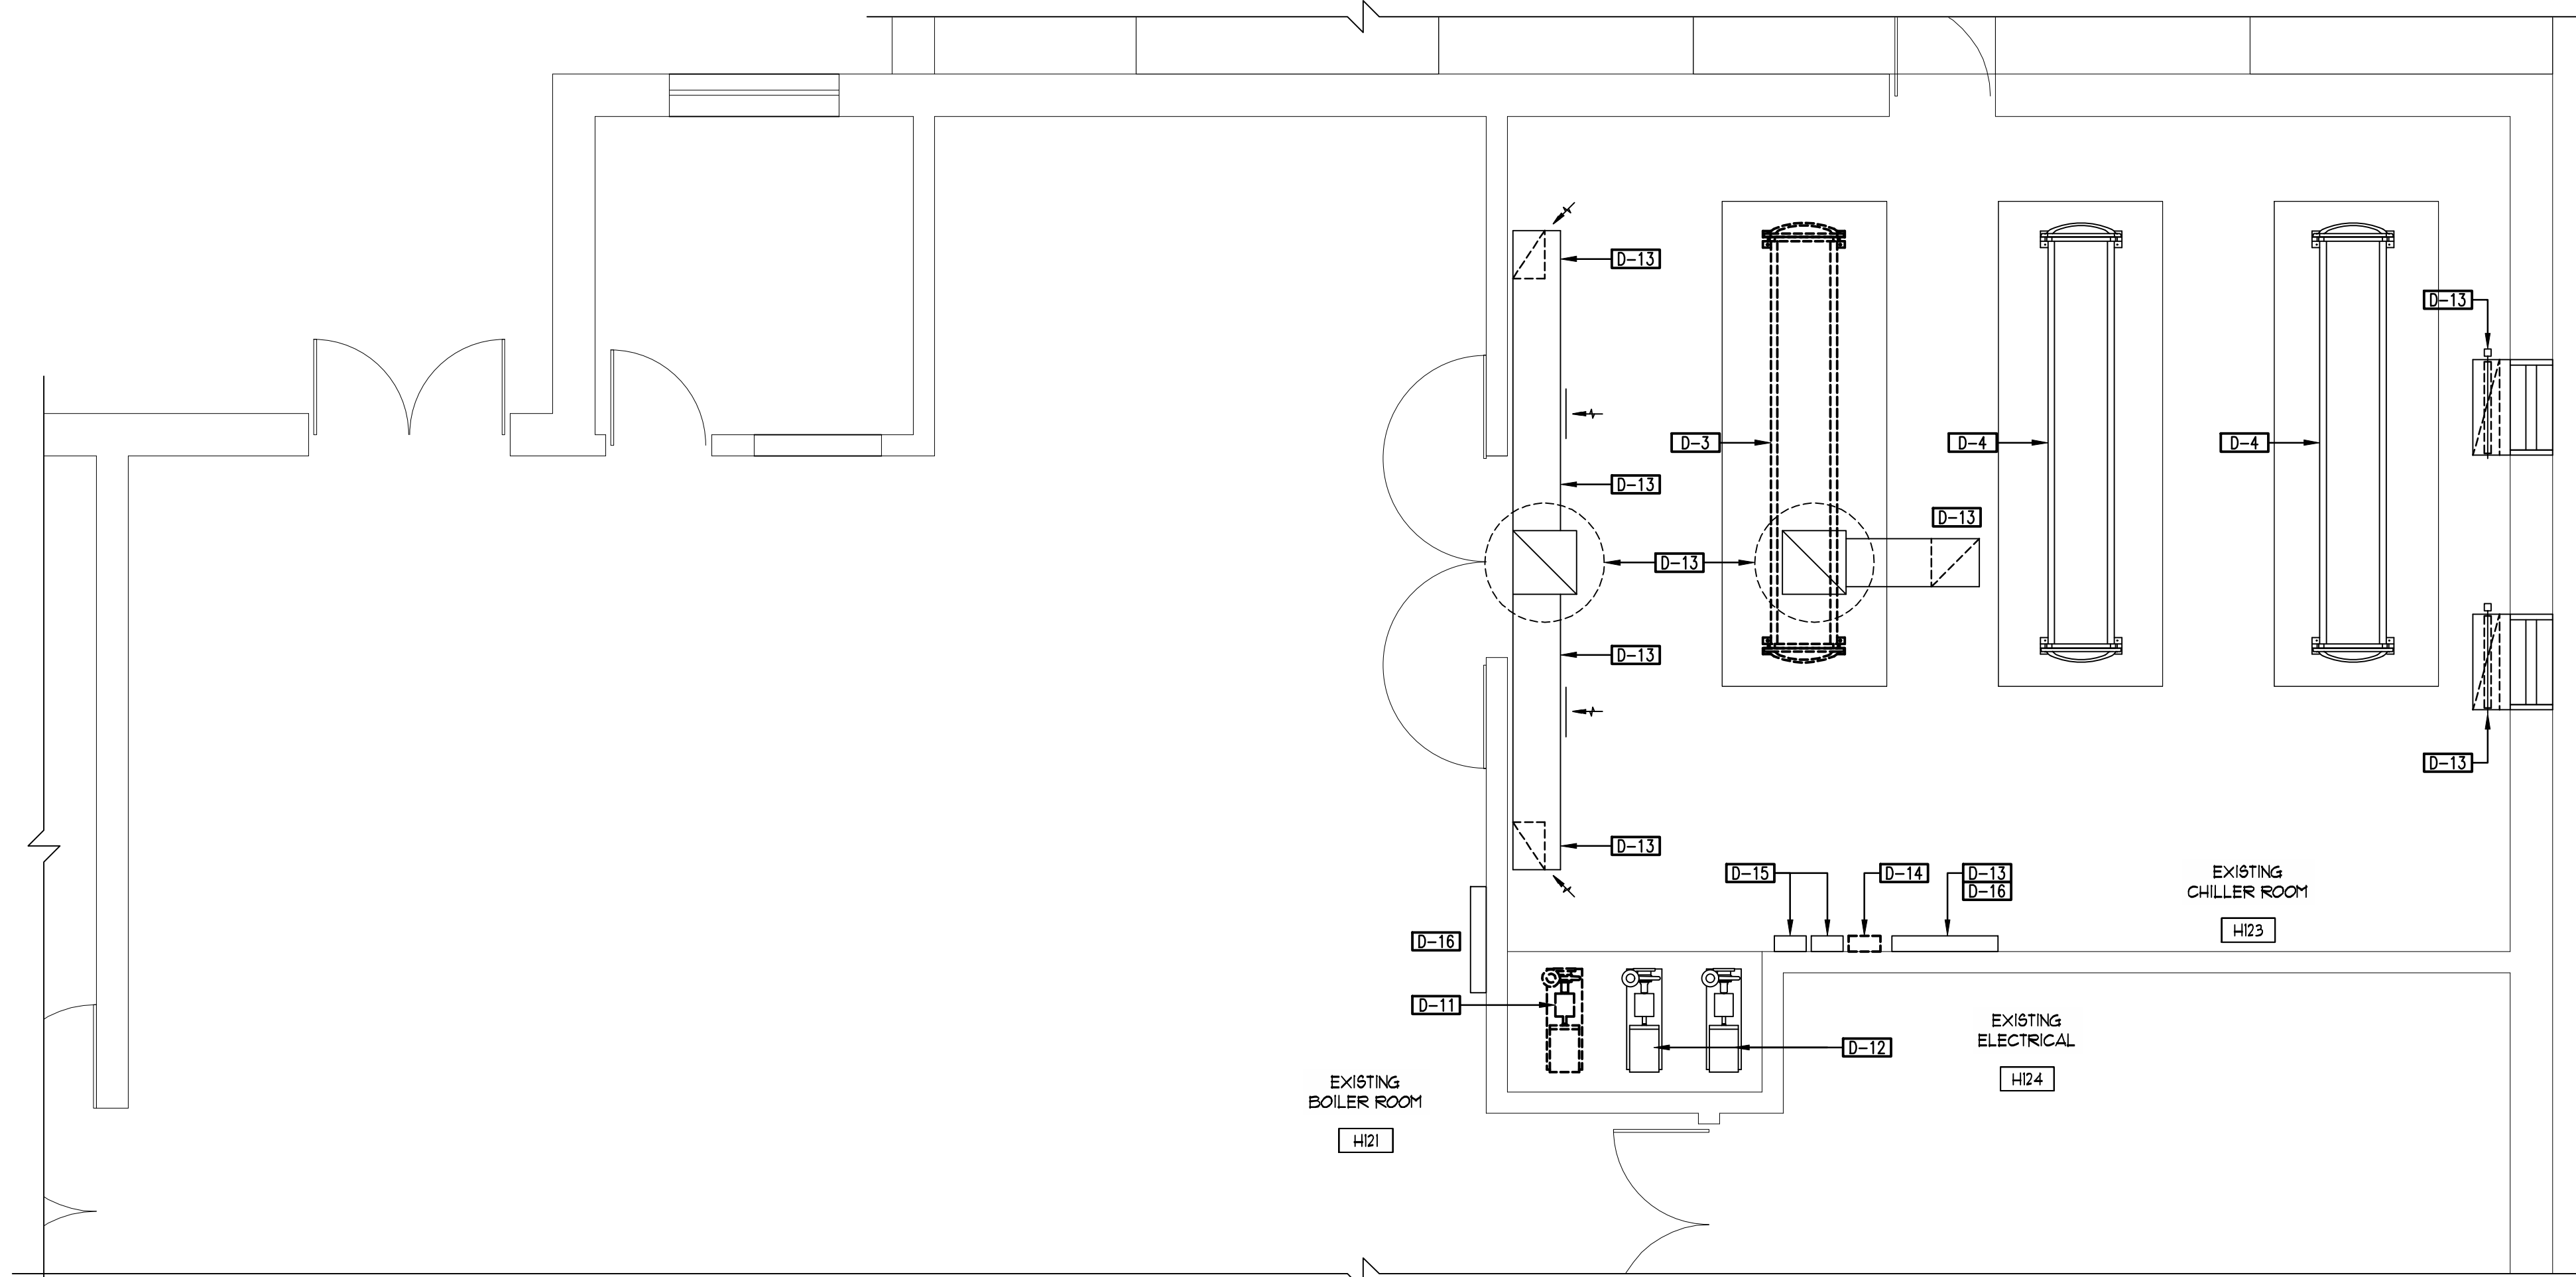 D-13
D-13
D-3
D-4
D-4
D-13
D-13
D-13
D-13
D-13
D-13
EXISTING
CHILLER ROOM
H123
D-15
D-14
D-13
D-16
D-16
D-11
D-12
EXISTING
ELECTRICAL
H124
EXISTING
BOILER ROOM
H121